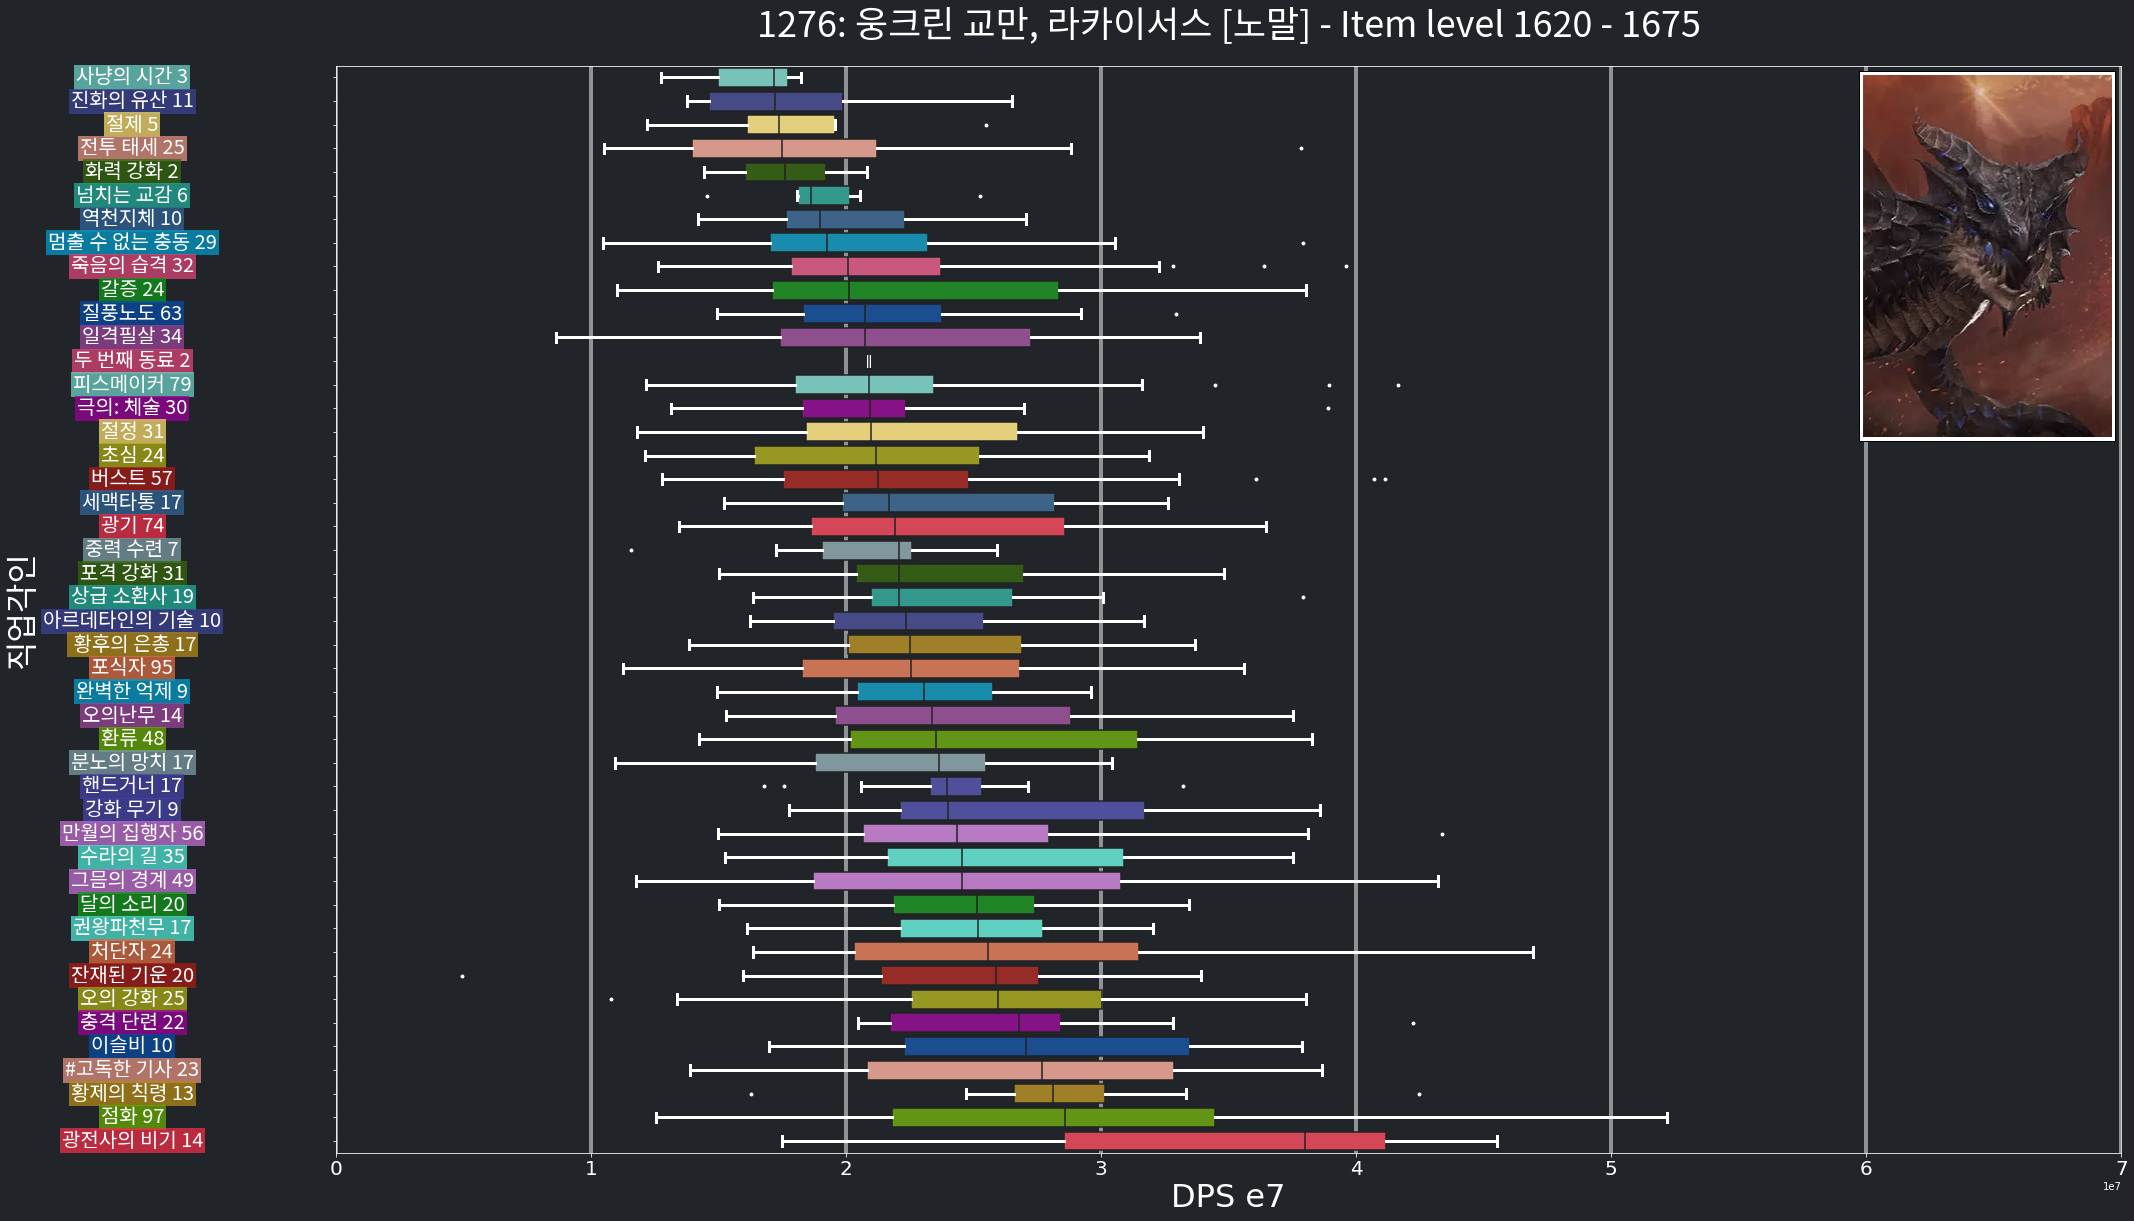 1276: 웅크린 교만, 라카이서스 [노말] - Item level 1620 - 1675
사냥의 시간 3
진화의 유산 11
절제 5
전투 태세 25
화력 강화 2
넘치는 교감 6
역천지체 10
멈출 수 없는 충동 29
죽음의 습격 32
갈증 24
질풍노도 63
일격필살 34
두 번째 동료 2
피스메이커 79
극의: 체술 30
절정 31
초심 24
버스트 57
세맥타통 17
광기 74
중력 수련 7
포격 강화 31
상급 소환사 19
아르데타인의 기술 10
황후의 은총 17
포식자 95
완벽한 억제 9
오의난무 14
환류 48
분노의 망치 17
핸드거너 17
강화 무기 9
만월의 집행자 56
수라의 길 35
그믐의 경계 49
달의 소리 20
권왕파천무 17
처단자 24
잔재된 기운 20
오의 강화 25
충격 단련 22
이슬비 10
#고독한 기사 23
황제의 칙령 13
점화 97
광전사의 비기 14
직업각인
0 1 2 3 4 5 6 7
1e7
DPS e7